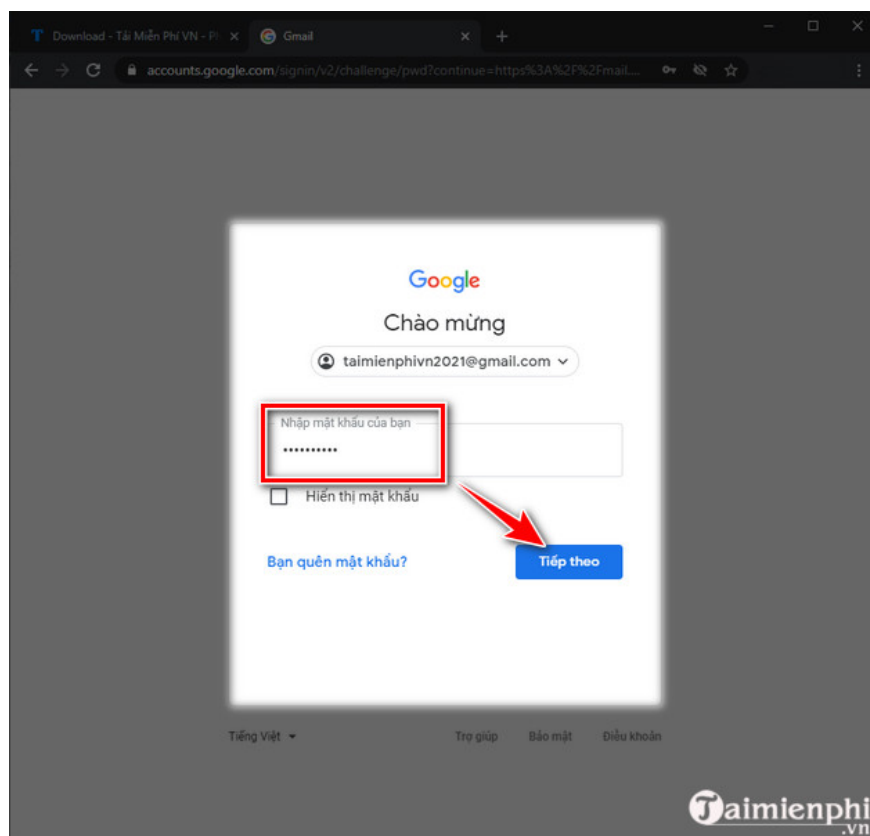 T Download - Tải Miễn Phí VN - Ph
Gmail
accounts.google.com/signin/v2/challenge/pwd?continue=https%3A%2F%2Fmail....
Google
Chào mừng
taimienphivn2021@gmail.com
Nhập mật khẩu của bạn
••••••••••
Hiển thị mật khẩu
Bạn quên mật khẩu?
Tiếp theo
Tiếng Việt
Trợ giúp Bảo mật Điều khoản
Taimienphi
.vn